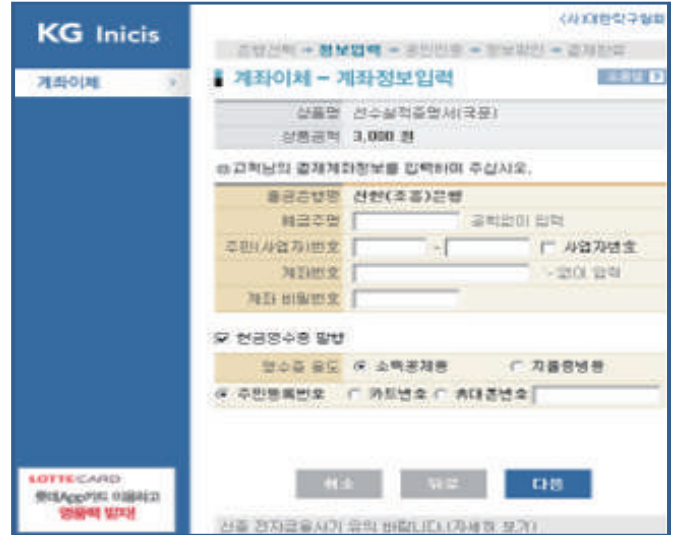 <사)대한탁구협회
KG Inicis
은행선택 → 정보입력 → 공인인증 → 정보확인 → 결제완료
계좌이체
계좌이체 - 계좌정보입력
도움말
상품명 선수실적증명서(국문)
상품금액 3,000 원
고객님의 결제계좌정보를 입력하여 주십시오.
출금은행명 신한(조흥)은행
예금주명 공백없이 입력
주민(사업자)번호 - 사업자번호
계좌번호 - 없이 입력
계좌 비밀번호
현금영수증 발행
영수증 용도 소득공제용 지출증빙용
주민등록번호 카드번호 휴대폰번호
취소 뒤로 다음
LOTTECARD
롯데App카드 이용하고
신종 전자금융사기 유의 바랍니다.(자세히 보기)